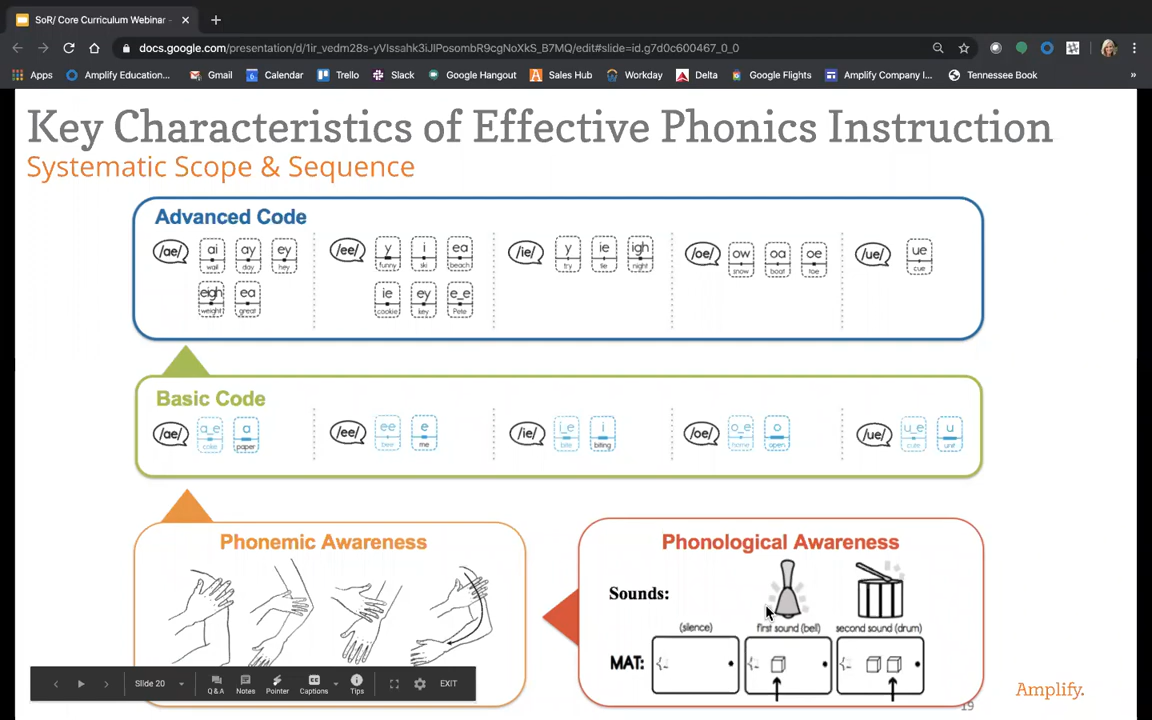 SoR/ Core Curriculum Webinar
docs.google.com/presentation/d/1ir_vedm28s-yVIssahk3iJIPosombR9cgNoXkS_B7MQ/edit#slide=id.g7d0c600467_0_0
Apps Amplify Education... Gmail Calendar Trello Slack Google Hangout Sales Hub Workday Delta Google Flights Amplify Company I... Tennessee Book »
Key Characteristics of Effective Phonics Instruction
Systematic Scope & Sequence
Advanced Code
/ae/ ai ay ey /ee/ y i ea /ie/ y ie igh /oe/ ow oa oe /ue/ ue
wait day hey funny ski beach try tie night snow boat toe cue
eigh ea ie ey e_e
weight great cookie key Pete
Basic Code
/ae/ a_e a /ee/ ee e /ie/ i_e i /oe/ o_e o /ue/ u_e u
cake paper bee me bite biting home open cute unit
Phonemic Awareness
Phonological Awareness
Sounds:
(silence) first sound (bell) second sound (drum)
MAT:
Slide 20 Q & A Notes Pointer Captions Tips EXIT
Amplify.
19